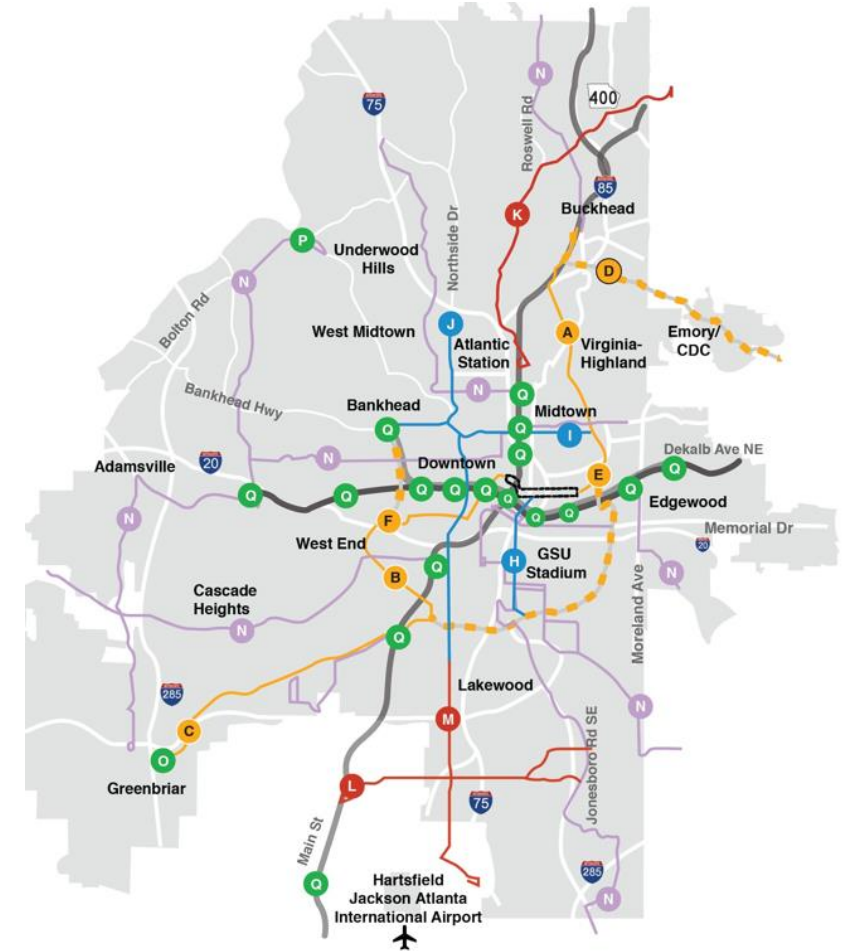 N
75
400
Roswell Rd
85
K
Buckhead
P
Underwood
Hills
Northside Dr
D
N
Bolton Rd
West Midtown
J
Atlantic
Station
A
Virginia-
Highland
Emory/
CDC
Bankhead Hwy
N
Q
Bankhead
Midtown
Q
Q
I
Q
Adamsville
20
N
Downtown
Dekalb Ave NE
Q
E
Q
Q
Q
Q
Q
Q
Q
Edgewood
N
F
Q
Q
Memorial Dr
West End
20
Q
H
GSU
Stadium
B
N
Cascade
Heights
Moreland Ave
N
Q
285
Lakewood
C
M
N
O
Jonesboro Rd SE
Greenbriar
L
75
Main St
Q
Hartsfield
Jackson Atlanta
International Airport
285
N